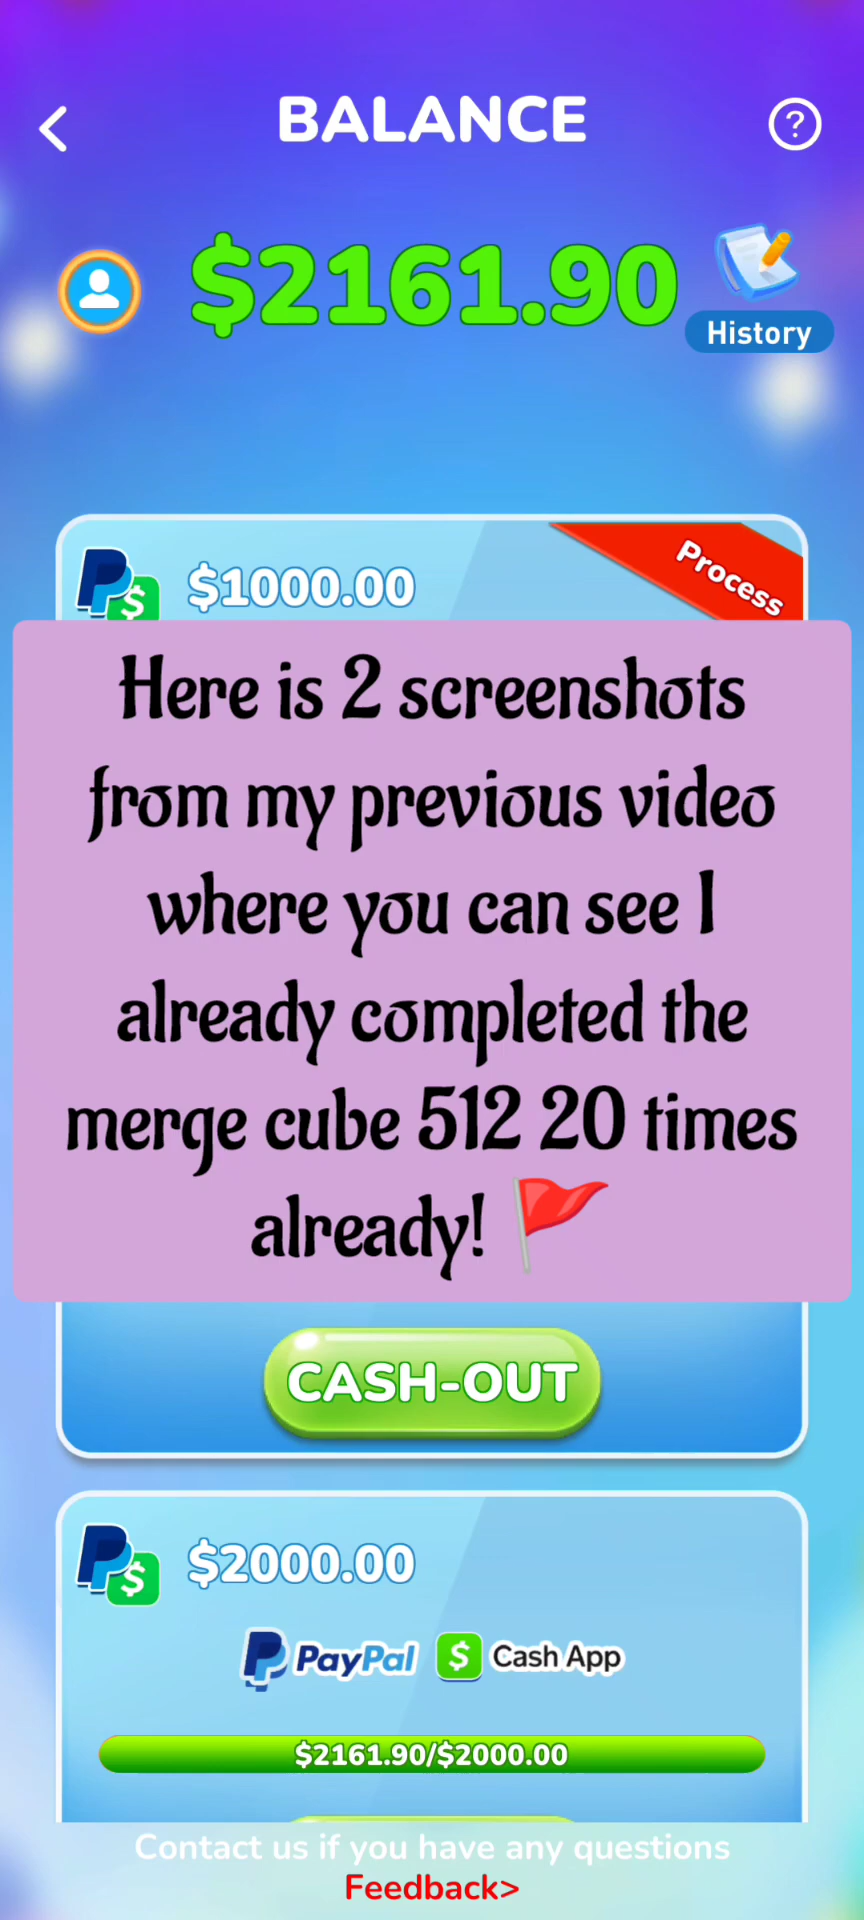 BALANCE
?
$2161.90
History
$1000.00
Process
Here is 2 screenshots
from my previous video
where you can see I
already completed the
merge cube 512 20 times
already!
CASH-OUT
$2000.00
PayPal $ Cash App
$2161.90/$2000.00
Contact us if you have any questions
Feedback>